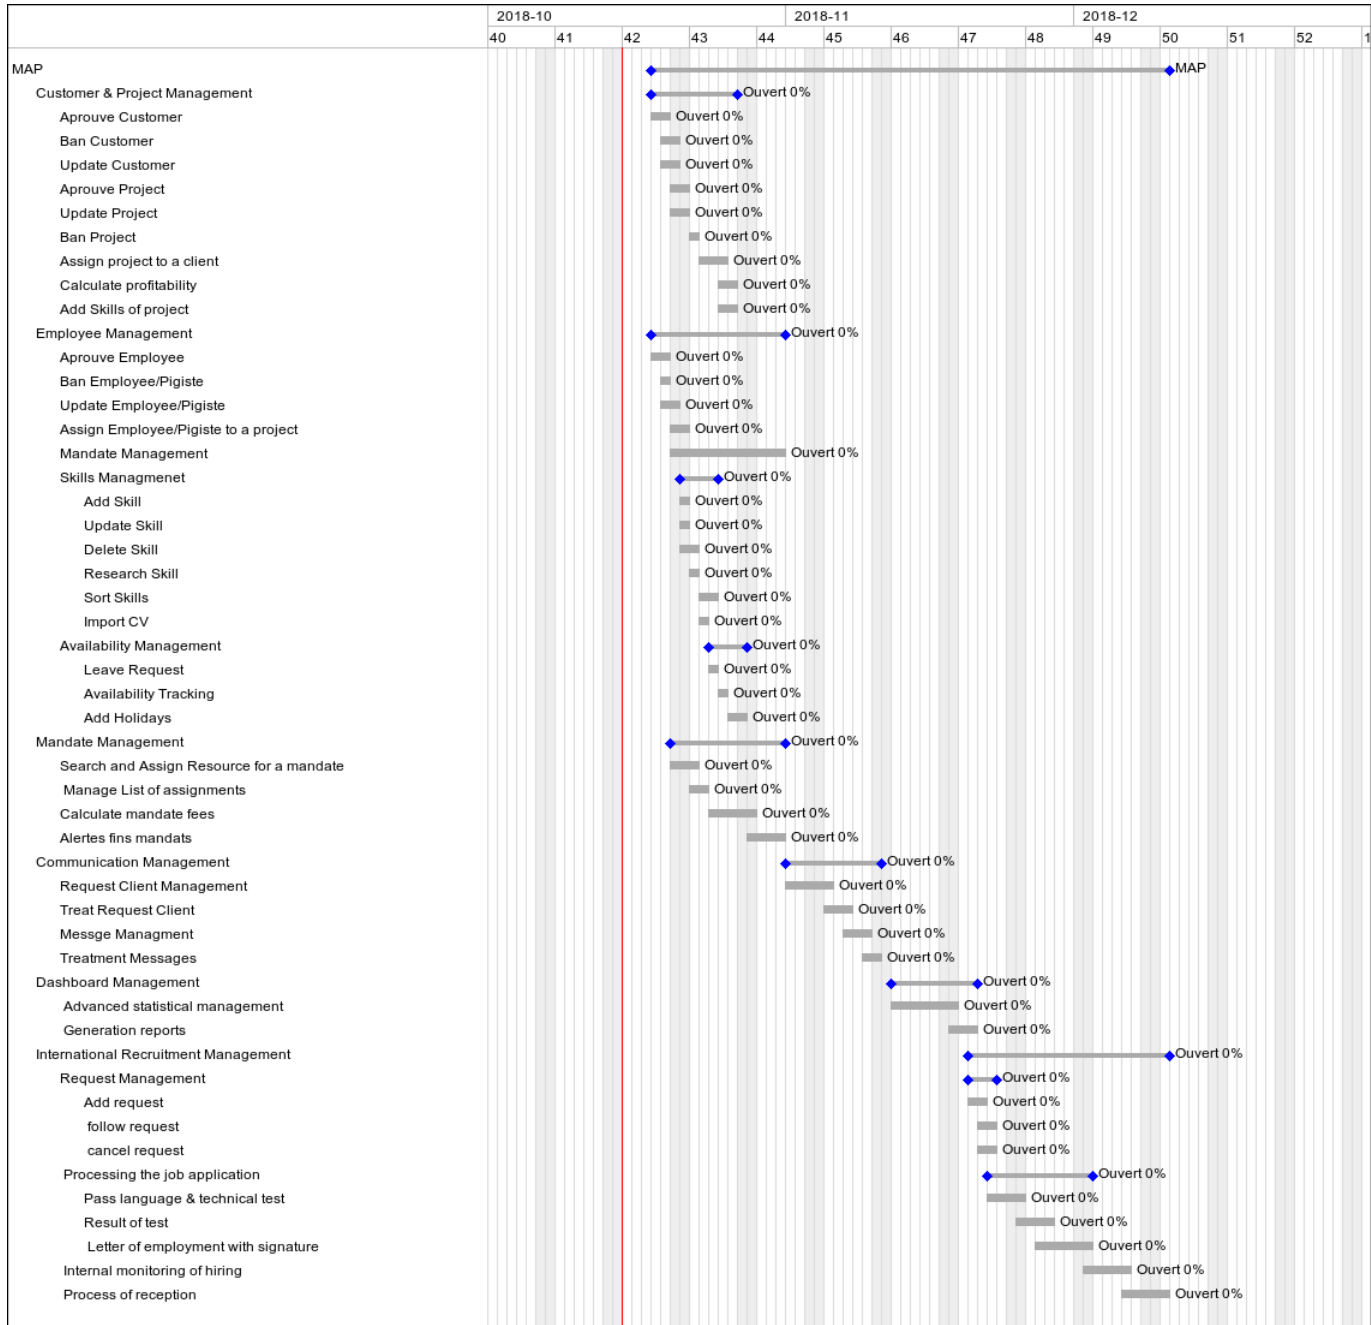 2018-10 2018-11 2018-12
40 41 42 43 44 45 46 47 48 49 50 51 52 1
MAP MAP
Customer & Project Management Ouvert 0%
Aprouve Customer Ouvert 0%
Ban Customer Ouvert 0%
Update Customer Ouvert 0%
Aprouve Project Ouvert 0%
Update Project Ouvert 0%
Ban Project Ouvert 0%
Assign project to a client Ouvert 0%
Calculate profitability Ouvert 0%
Add Skills of project Ouvert 0%
Employee Management Ouvert 0%
Aprouve Employee Ouvert 0%
Ban Employee/Pigiste Ouvert 0%
Update Employee/Pigiste Ouvert 0%
Assign Employee/Pigiste to a project Ouvert 0%
Mandate Management Ouvert 0%
Skills Managmenet Ouvert 0%
Add Skill Ouvert 0%
Update Skill Ouvert 0%
Delete Skill Ouvert 0%
Research Skill Ouvert 0%
Sort Skills Ouvert 0%
Import CV Ouvert 0%
Availability Management Ouvert 0%
Leave Request Ouvert 0%
Availability Tracking Ouvert 0%
Add Holidays Ouvert 0%
Mandate Management Ouvert 0%
Search and Assign Resource for a mandate Ouvert 0%
Manage List of assignments Ouvert 0%
Calculate mandate fees Ouvert 0%
Alertes fins mandats Ouvert 0%
Communication Management Ouvert 0%
Request Client Management Ouvert 0%
Treat Request Client Ouvert 0%
Messge Managment Ouvert 0%
Treatment Messages Ouvert 0%
Dashboard Management Ouvert 0%
Advanced statistical management Ouvert 0%
Generation reports Ouvert 0%
International Recruitment Management Ouvert 0%
Request Management Ouvert 0%
Add request Ouvert 0%
follow request Ouvert 0%
cancel request Ouvert 0%
Processing the job application Ouvert 0%
Pass language & technical test Ouvert 0%
Result of test Ouvert 0%
Letter of employment with signature Ouvert 0%
Internal monitoring of hiring Ouvert 0%
Process of reception Ouvert 0%